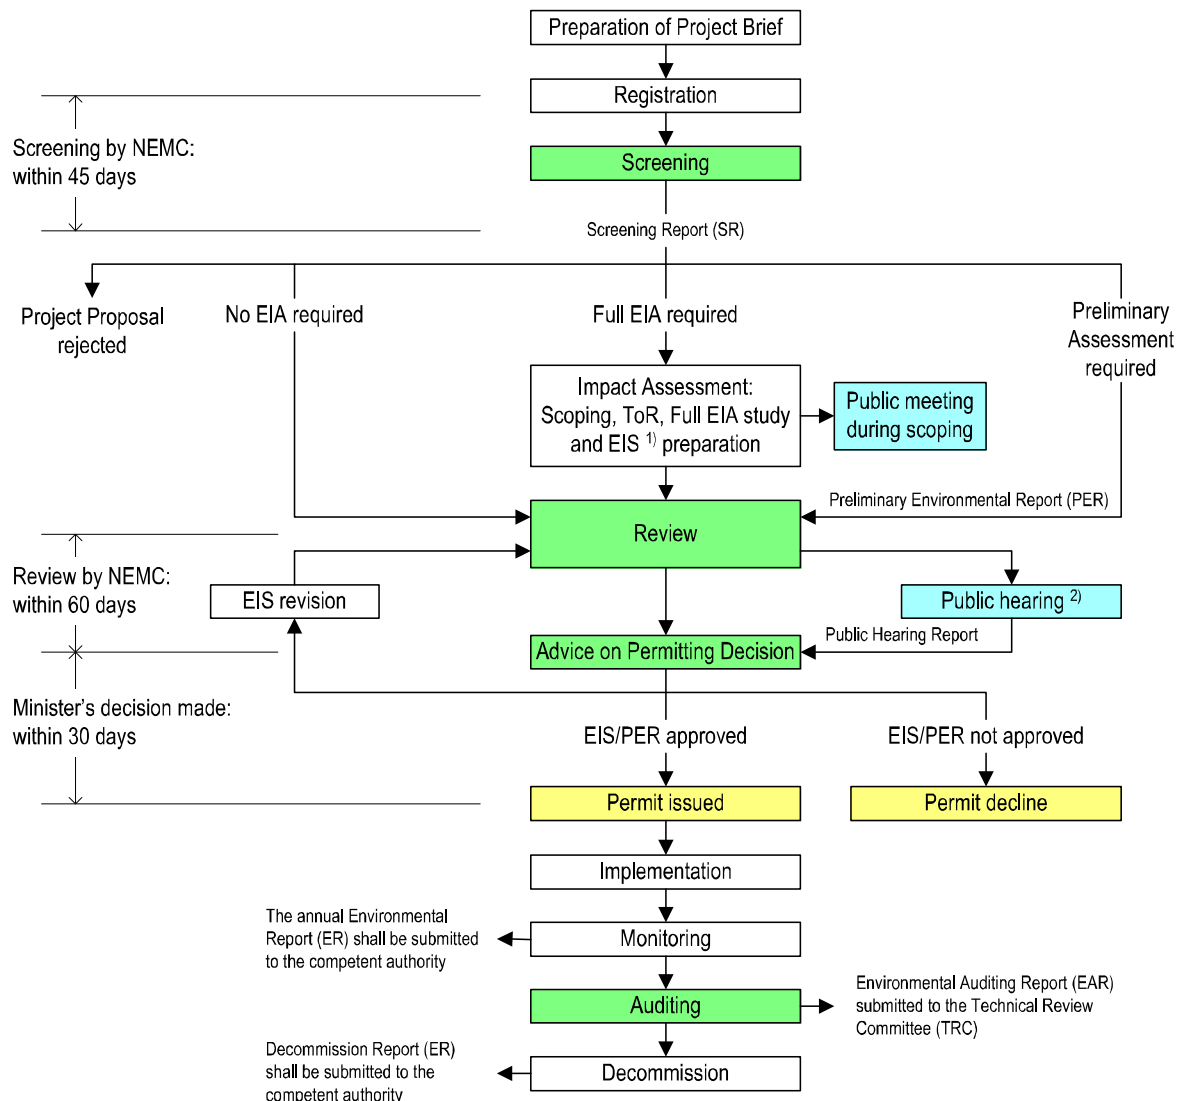 Preparation of Project Brief
Registration
Screening by NEMC:
within 45 days
Screening
Screening Report (SR)
Project Proposal
rejected
No EIA required
Full EIA required
Preliminary
Assessment
required
Impact Assessment:
Scoping, ToR, Full EIA study
and EIS 1) preparation
Public meeting
during scoping
Preliminary Environmental Report (PER)
Review
Review by NEMC:
within 60 days
EIS revision
Public hearing 2)
Public Hearing Report
Advice on Permitting Decision
Minister's decision made:
within 30 days
EIS/PER approved
EIS/PER not approved
Permit issued
Permit decline
Implementation
The annual Environmental
Report (ER) shall be submitted
to the competent authority
Monitoring
Auditing
Environmental Auditing Report (EAR)
submitted to the Technical Review
Committee (TRC)
Decommission Report (ER)
shall be submitted to the
competent authority
Decommission